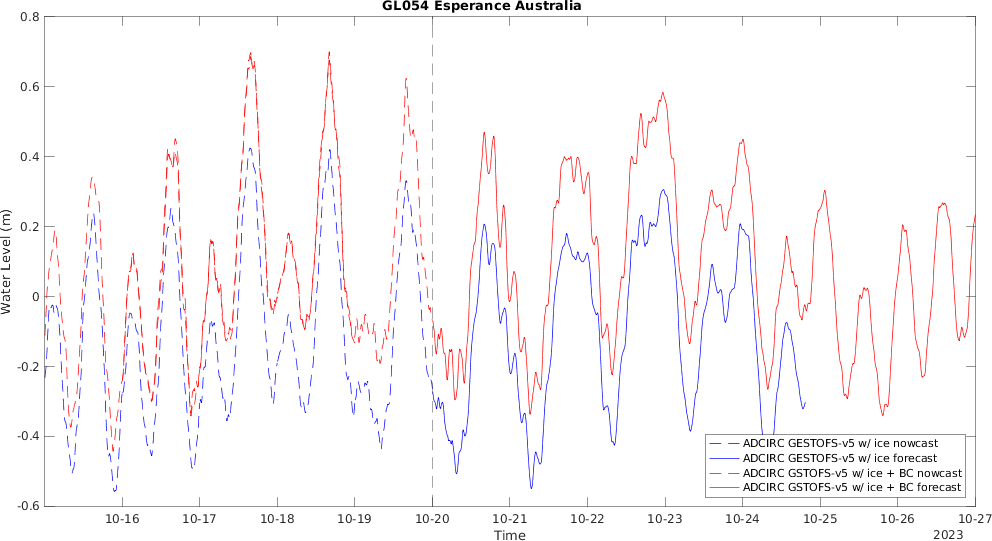 GL054 Esperance Australia
Water Level (m)
0.8
0.6
0.4
0.2
0
-0.2
-0.4
-0.6
10-16 10-17 10-18 10-19 10-20 10-21 10-22 10-23 10-24 10-25 10-26 10-27
Time
2023
ADCIRC GESTOFS-v5 w/ ice nowcast
ADCIRC GESTOFS-v5 w/ ice forecast
ADCIRC GSTOFS-v5 w/ ice + BC nowcast
ADCIRC GSTOFS-v5 w/ ice + BC forecast